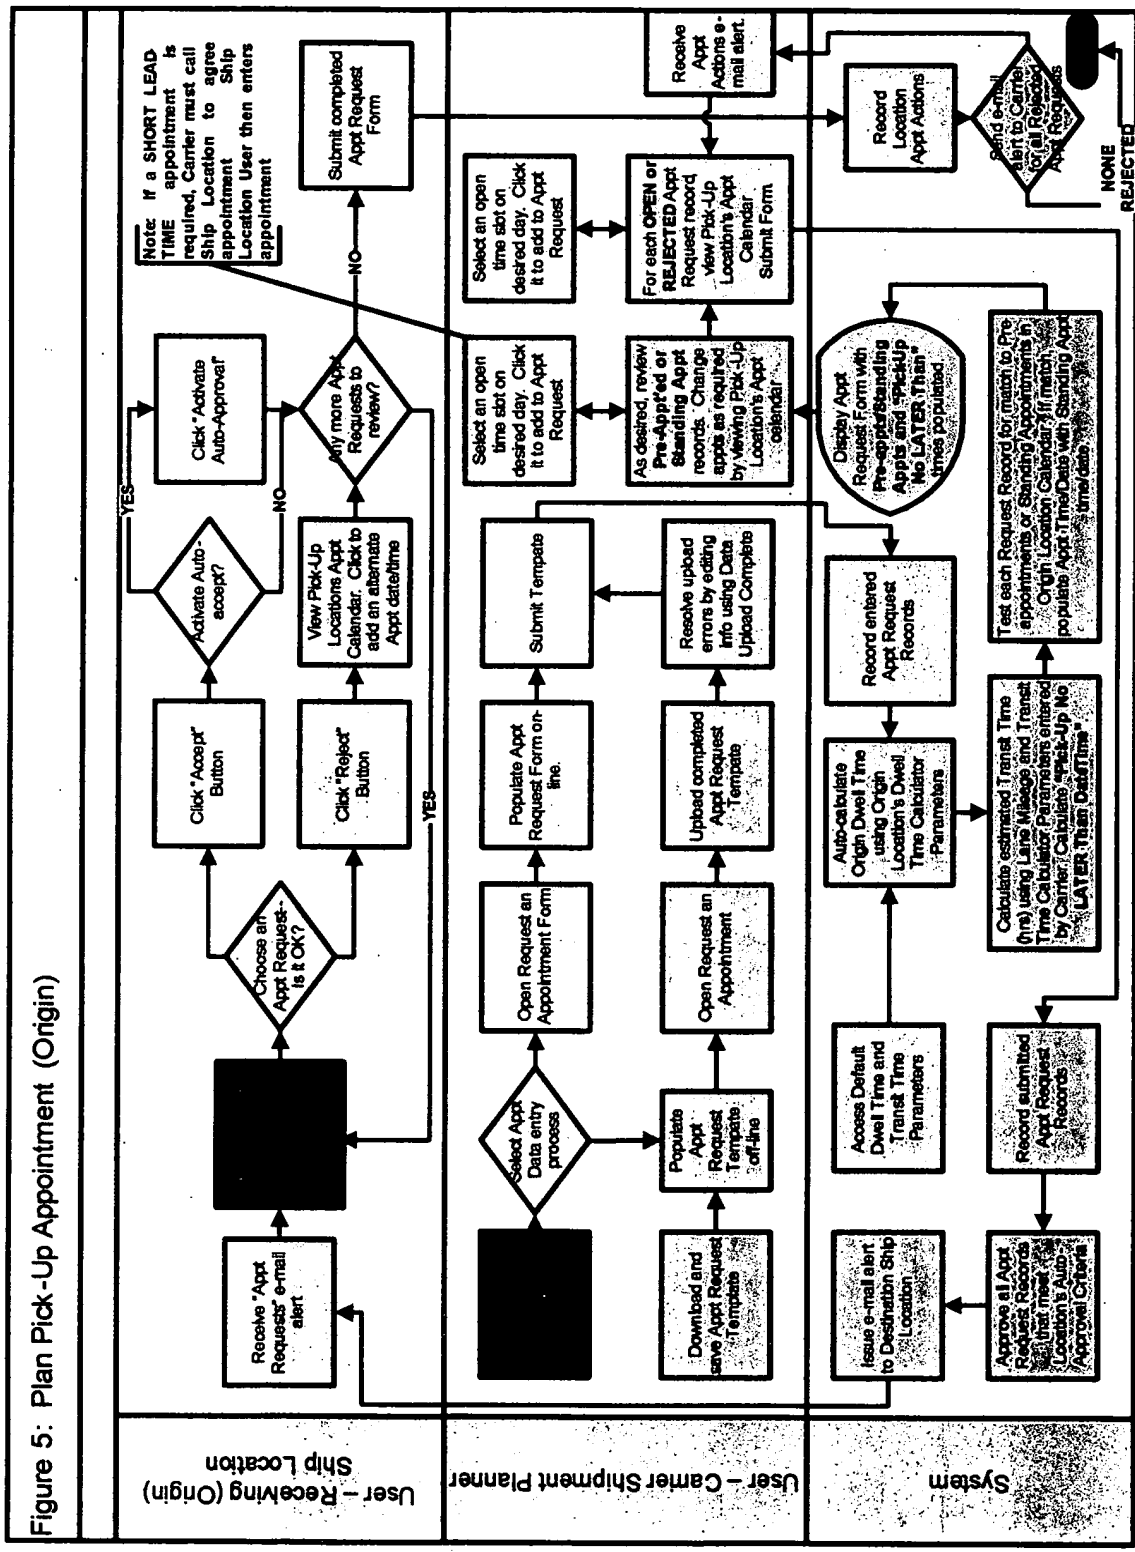 Figure 5: Plan Pick-Up Appointment (Origin)
User – Receiving (Origin)
Ship Location
Receive "Appt
Requests" e-mail
alert
Choose an
Appt Request--
Is it OK?
Click "Accept"
Button
Click "Reject"
Button
Activate Auto-
accept?
YES
NO
Click "Activate
Auto-Approval"
View Pick-Up
Locations Appt
Calendar. Click to
add an alternate
Appt date/time
Any more Appt
Requests to
review?
YES
NO
Submit completed
Appt Request
Form
Note: If a SHORT LEAD
TIME appointment is
required, Carrier must call
Ship Location to agree
appointment Ship
Location User then enters
appointment
User – Carrier Shipment Planner
Select Appt
Data entry
process
Open Request an
Appointment Form
Populate Appt
Request Form on-
line.
Submit Tempate
Download and
save Appt Request
Template
Populate
Appt
Request
Tempate
off-line
Open Request an
Appointment
Upload completed
Appt Request
Tempate
Resolve upload
errors by editing
info using Data
Upload Complete
Select an open
time slot on
desired day. Click
it to add to Appt
Request
As desired, review
Pre-Appt'ed or
Standing Appt
records. Change
appts as required
by viewing Pick-Up
Location's Appt
calendar
Select an open
time slot on
desired day. Click
it to add to Appt
Request
For each OPEN or
REJECTED Appt
Request record,
View Pick-Up
Location's Appt
Calendar
Submit Form
Receive
Appt
Actions e-
mail alert.
System
Issue e-mail alert
to Destination Ship
Location
Approve all Appt
Request Records
that meet
Location's Auto-
Approval Criteria
Access Default
Dwell Time and
Transit Time
Parameters
Record submitted
Appt Request
Records
Auto-calculate
Origin Dwell Time
using Origin
Location's Dwell
Time Calculator
Parameters
Record entered
Appt Request
Records
Calculate estimated Transit Time
(hrs) using Lane Mileage and Transit
Time Calculator Parameters entered
by Carrier. Calculate "Pick-Up No
LATER Than Date/Time"
Test each Request Record for match to Pre-
appointments or Standing Appointments in
Origin Location Calendar. If match,
populate Appt Time/Date with Standing Appt
time/date
Display Appt
Request Form with
Pre-appts/Standing
Appts and "Pick-Up
No LATER Than"
times populated
Record
Location
Appt Actions
Send e-mail
alert to Carrier
for all Rejected
Appt Requests
NONE
REJECTED